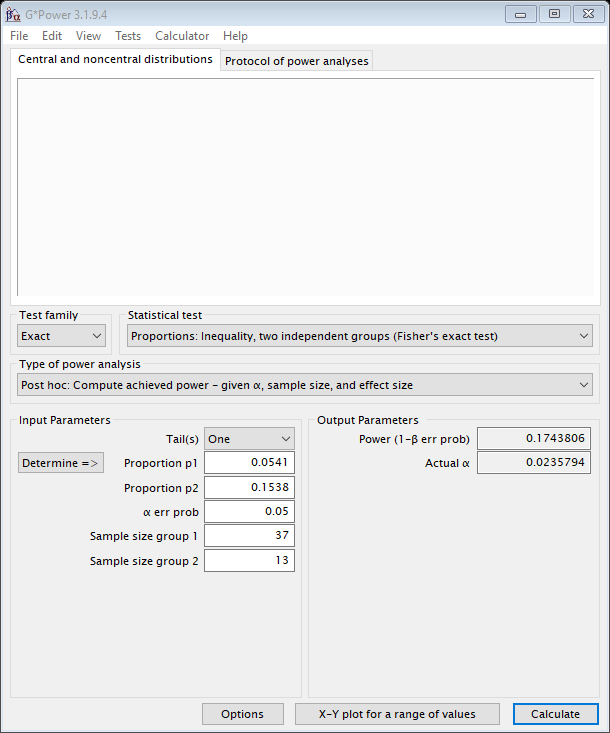 G*Power 3.1.9.4
File Edit View Tests Calculator Help
Central and noncentral distributions Protocol of power analyses
Test family Statistical test
Exact Proportions: Inequality, two independent groups (Fisher's exact test)
Type of power analysis
Post hoc: Compute achieved power - given α, sample size, and effect size
Input Parameters Output Parameters
Tail(s) One Power (1-β err prob) 0.1743806
Determine => Proportion p1 0.0541 Actual α 0.0235794
Proportion p2 0.1538
α err prob 0.05
Sample size group 1 37
Sample size group 2 13
Options X-Y plot for a range of values Calculate